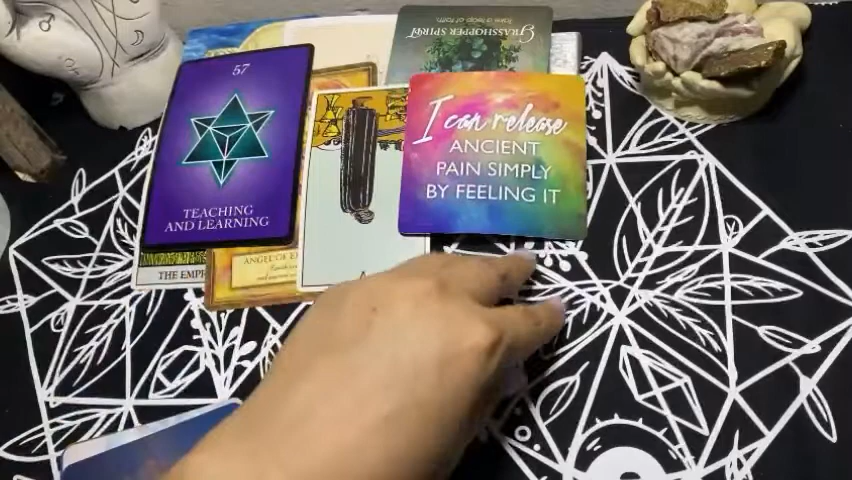 Take a leap of faith.
GRASSHOPPER SPIRIT
57
TEACHING
AND LEARNING
I can release
ANCIENT
PAIN SIMPLY
BY FEELING IT
THE EMP
ANGEL OF